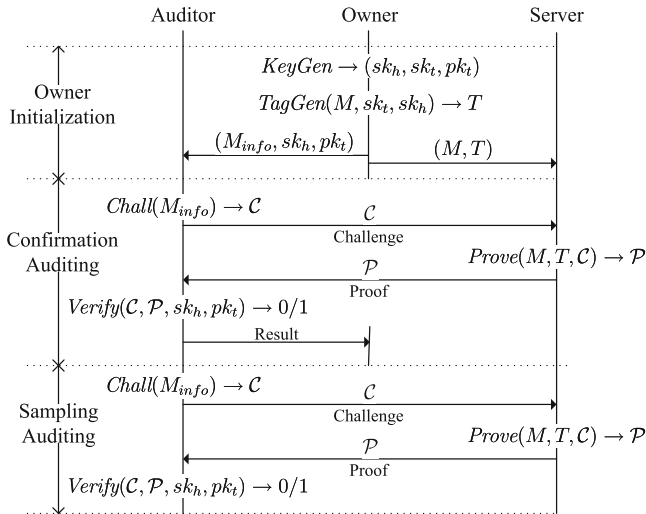 Auditor Owner Server
KeyGen → (sk_h, sk_t, pk_t)
Owner
Initialization
TagGen(M, sk_t, sk_h) → T
(M_info, sk_h, pk_t)
(M, T)
Chall(M_info) → 𝒞
𝒞
Challenge
Confirmation
Auditing
Prove(M, T, 𝒞) → 𝒫
𝒫
Proof
Verify(𝒞, 𝒫, sk_h, pk_t) → 0/1
Result
Chall(M_info) → 𝒞
𝒞
Challenge
Sampling
Auditing
Prove(M, T, 𝒞) → 𝒫
𝒫
Proof
Verify(𝒞, 𝒫, sk_h, pk_t) → 0/1